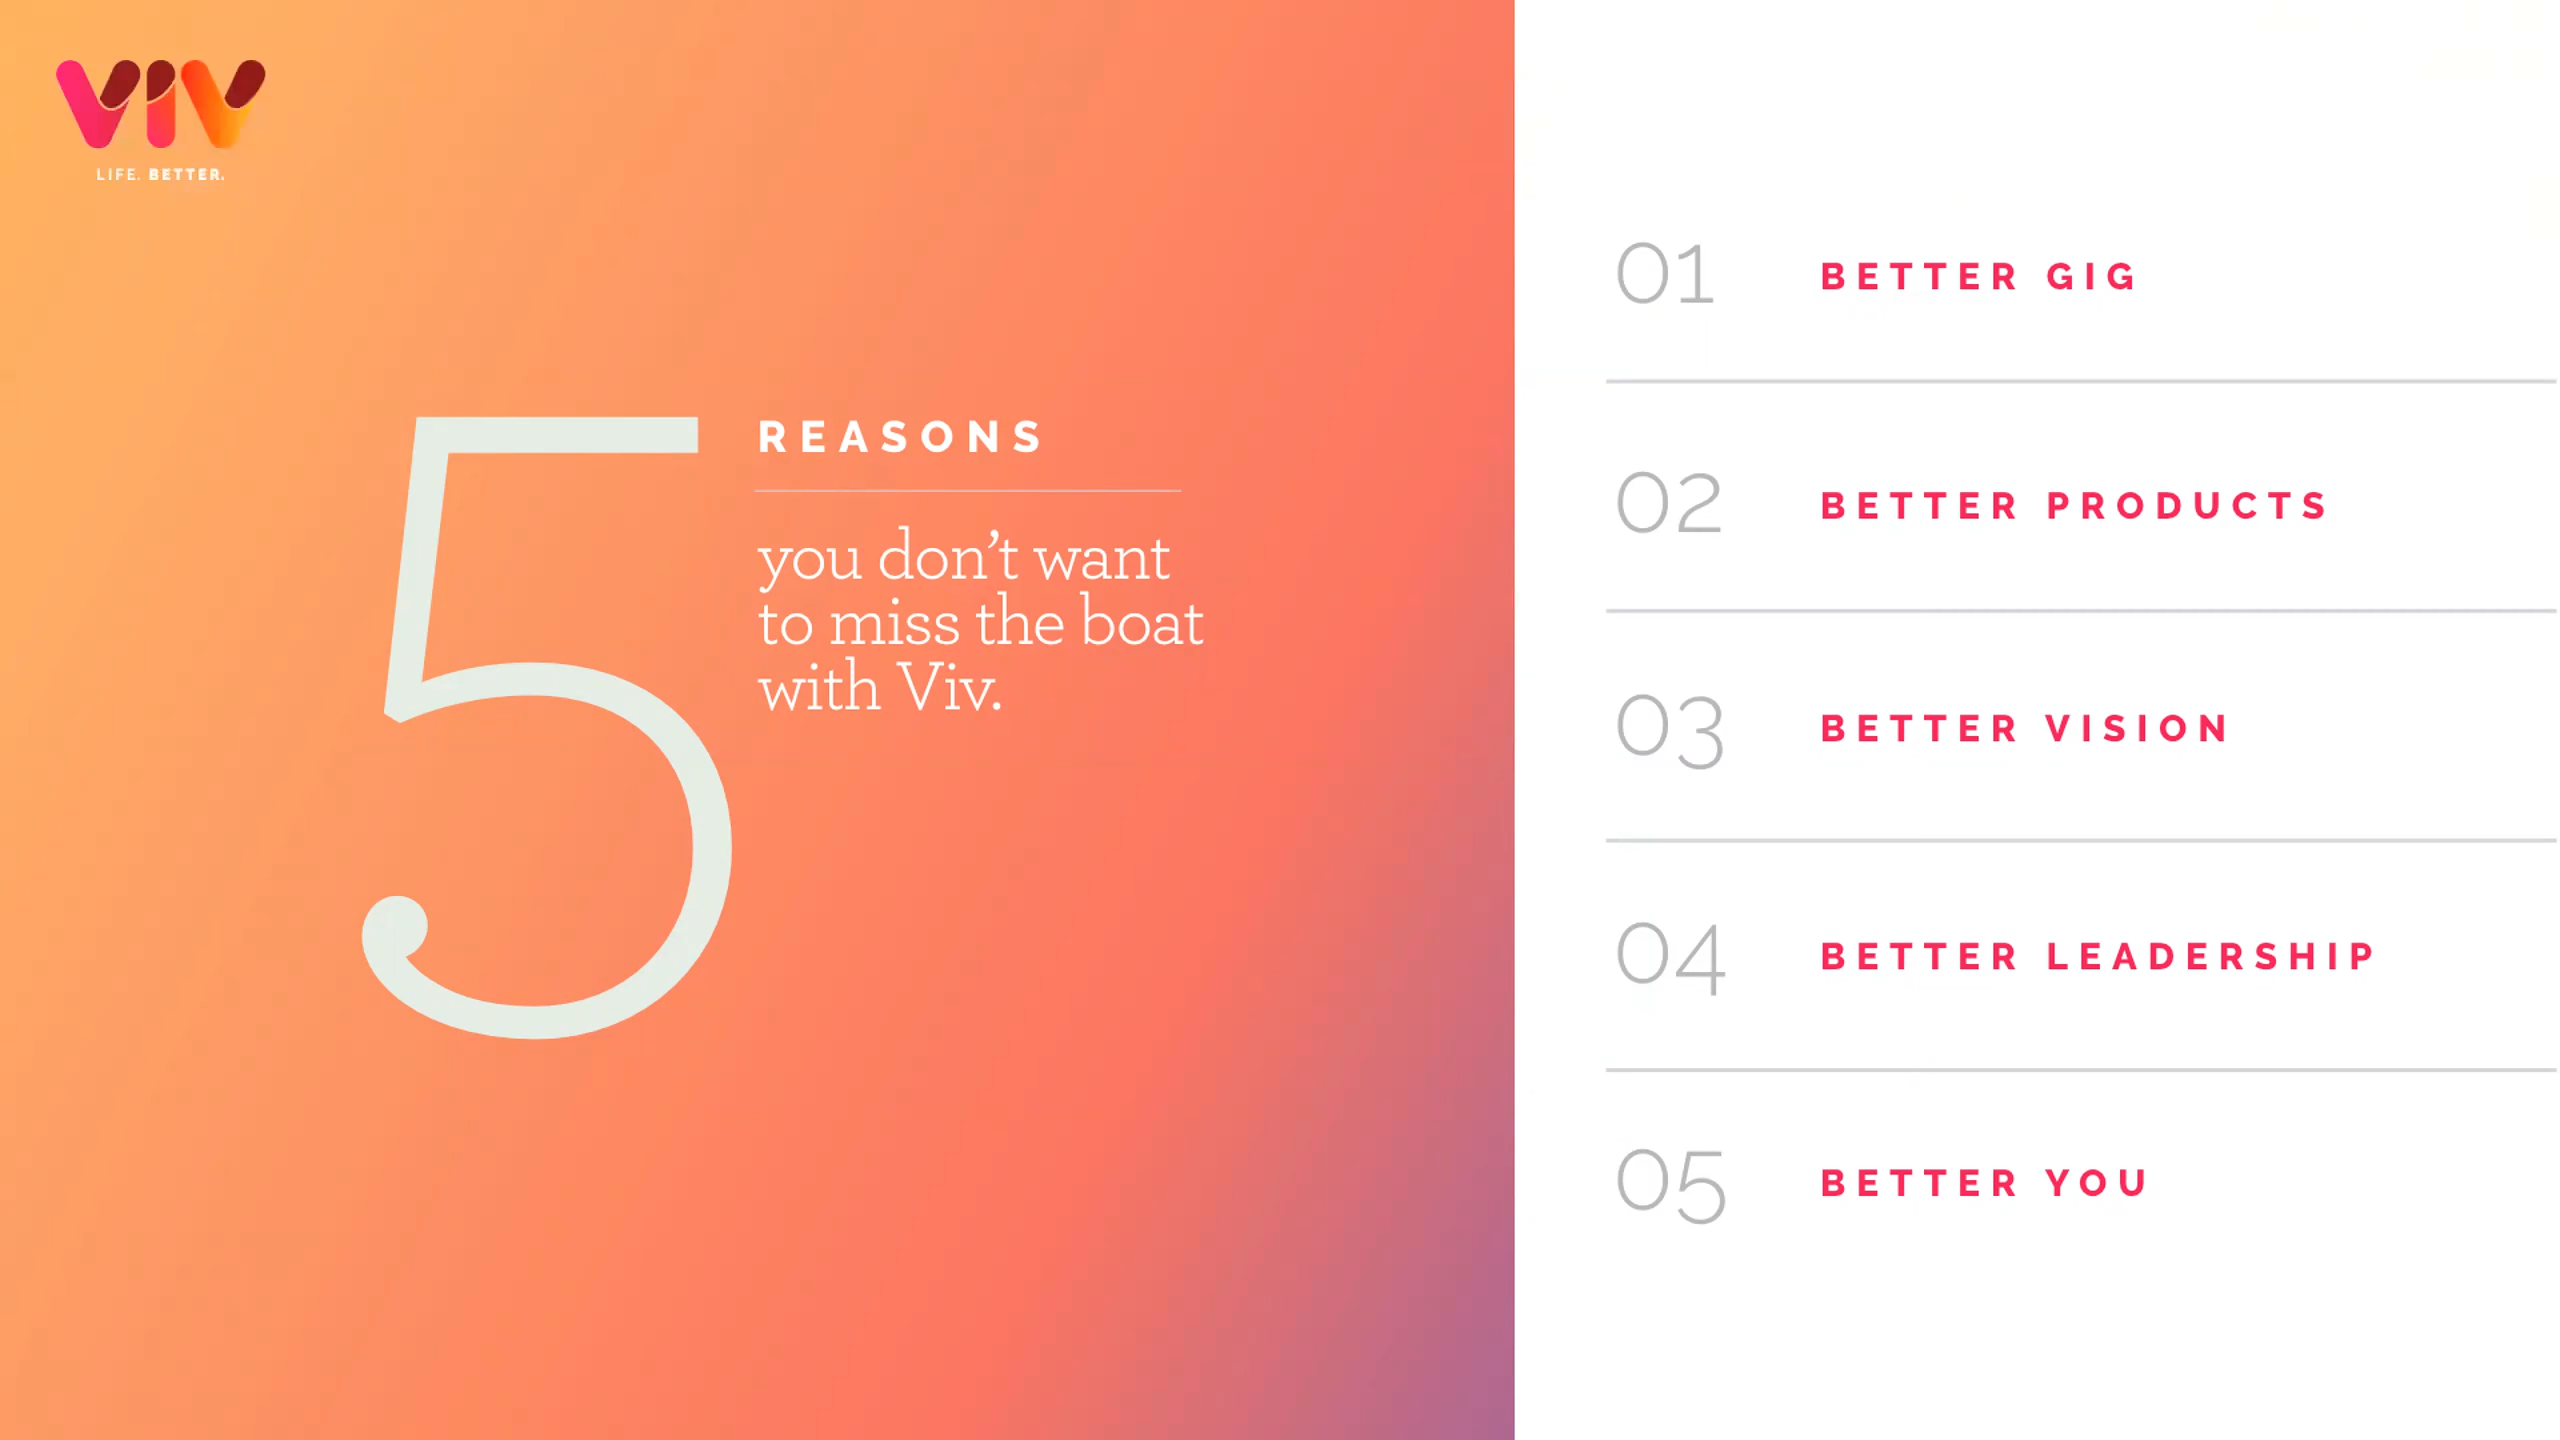 VIV
LIFE. BETTER.
5
REASONS
you don’t want
to miss the boat
with Viv.
01 BETTER GIG
02 BETTER PRODUCTS
03 BETTER VISION
04 BETTER LEADERSHIP
05 BETTER YOU